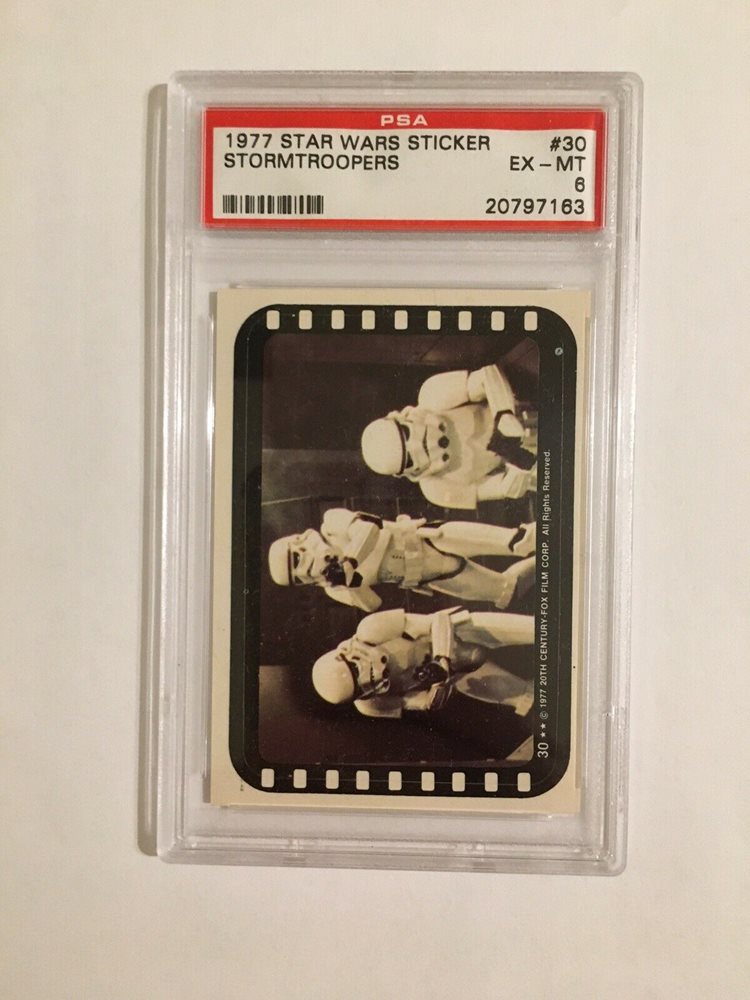 PSA
1977 STAR WARS STICKER #30
STORMTROOPERS EX-MT
6
20797163
30 ★★ © 1977 20TH CENTURY-FOX FILM CORP. All Rights Reserved.